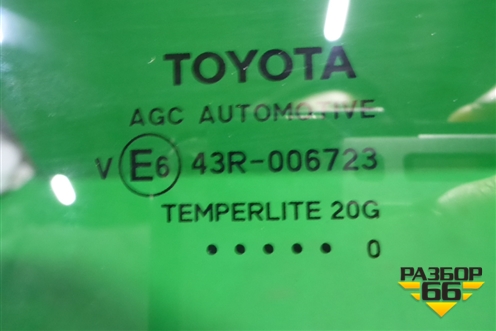 TOYOTA
AGC AUTOMOTIVE
V E6 43R-006723
TEMPERLITE 20G
••••• 0
РАЗБОР
66